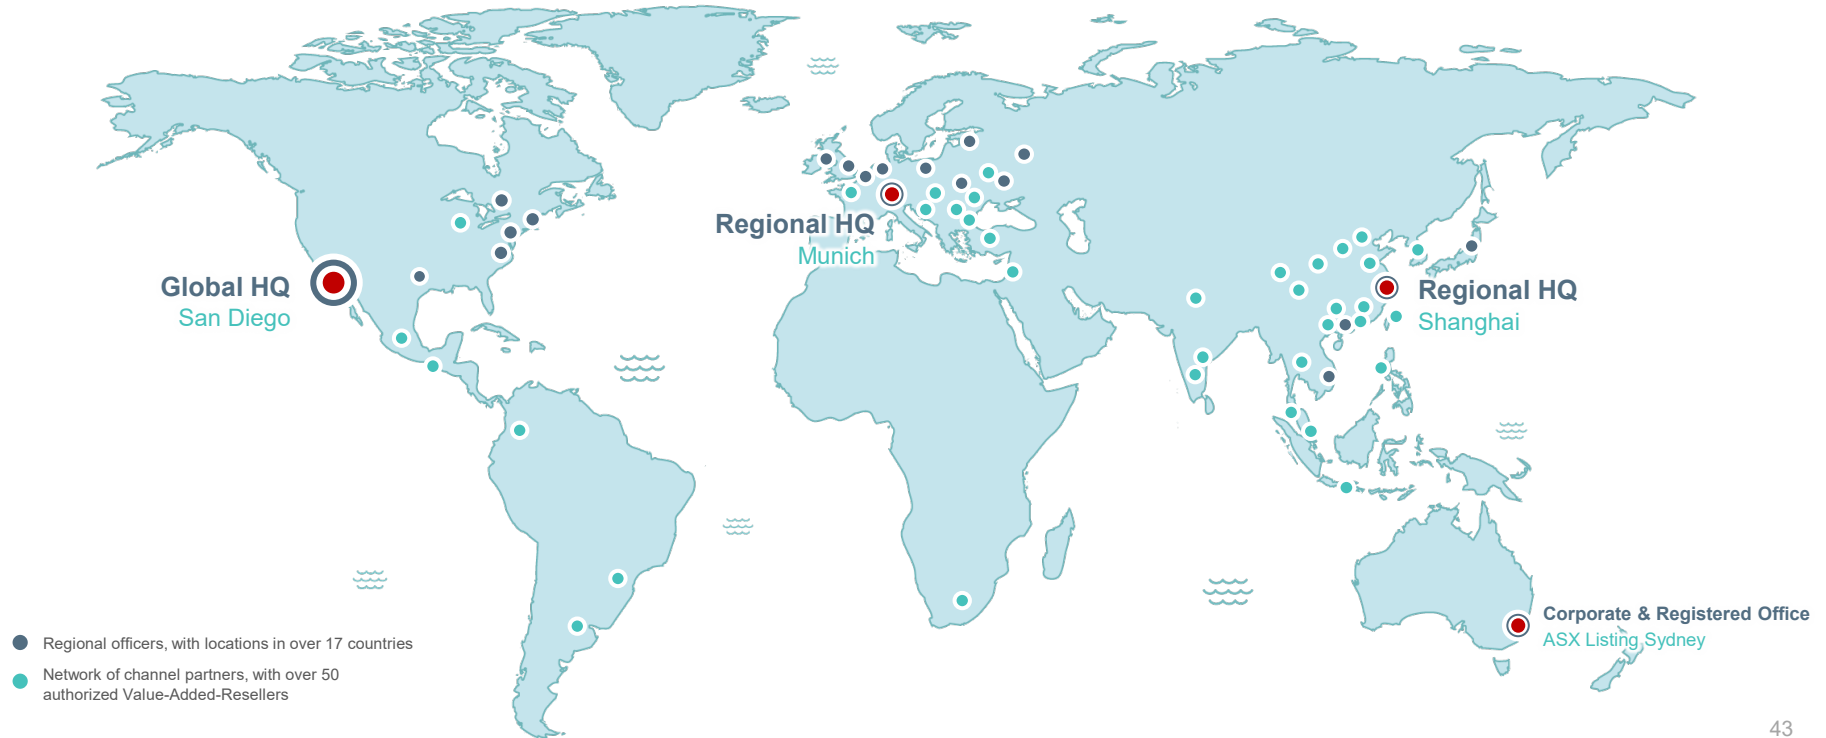 Regional HQ
Munich
Global HQ
San Diego
Regional HQ
Shanghai
Corporate & Registered Office
ASX Listing Sydney
Regional officers, with locations in over 17 countries
Network of channel partners, with over 50
authorized Value-Added-Resellers
43